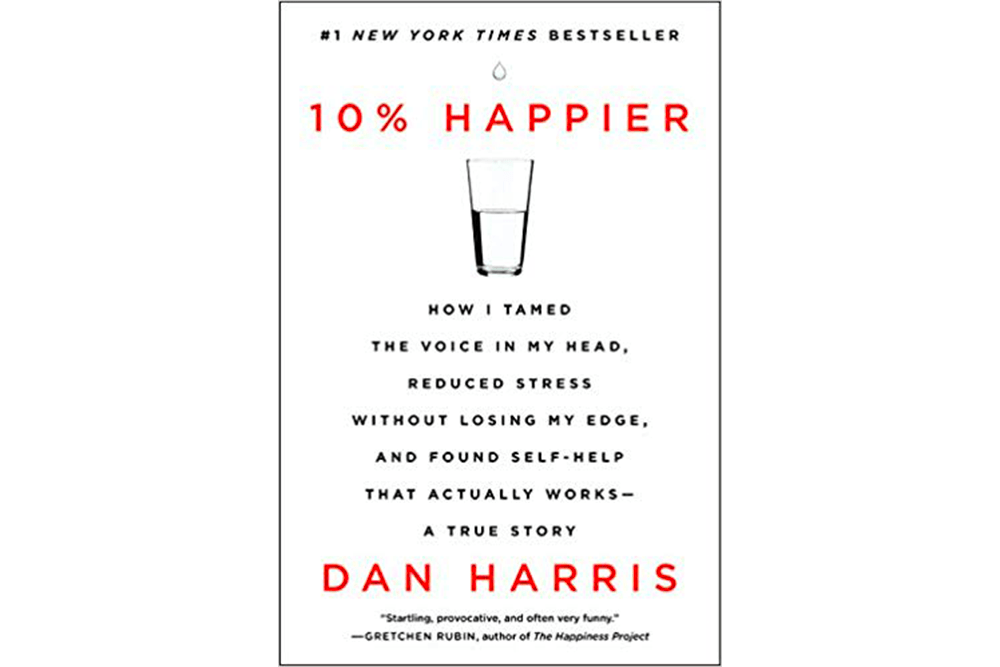 #1 NEW YORK TIMES BESTSELLER
10% HAPPIER
HOW I TAMED
THE VOICE IN MY HEAD,
REDUCED STRESS
WITHOUT LOSING MY EDGE,
AND FOUND SELF-HELP
THAT ACTUALLY WORKS—
A TRUE STORY
DAN HARRIS
"Startling, provocative, and often very funny."
—GRETCHEN RUBIN, author of The Happiness Project